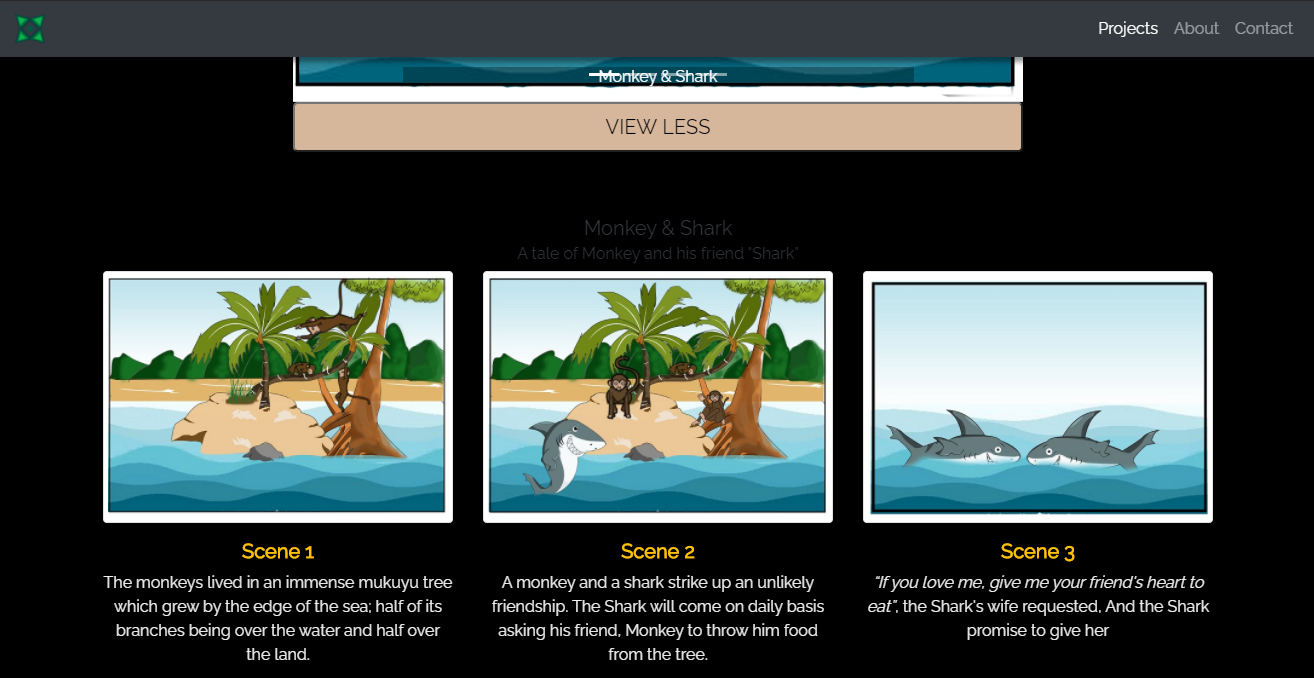 Projects About Contact
Monkey & Shark
VIEW LESS
Monkey & Shark
A tale of Monkey and his friend "Shark"
Scene 1
The monkeys lived in an immense mukuyu tree
which grew by the edge of the sea; half of its
branches being over the water and half over
the land.
Scene 2
A monkey and a shark strike up an unlikely
friendship. The Shark will come on daily basis
asking his friend, Monkey to throw him food
from the tree.
Scene 3
"If you love me, give me your friend's heart to
eat", the Shark's wife requested, And the Shark
promise to give her